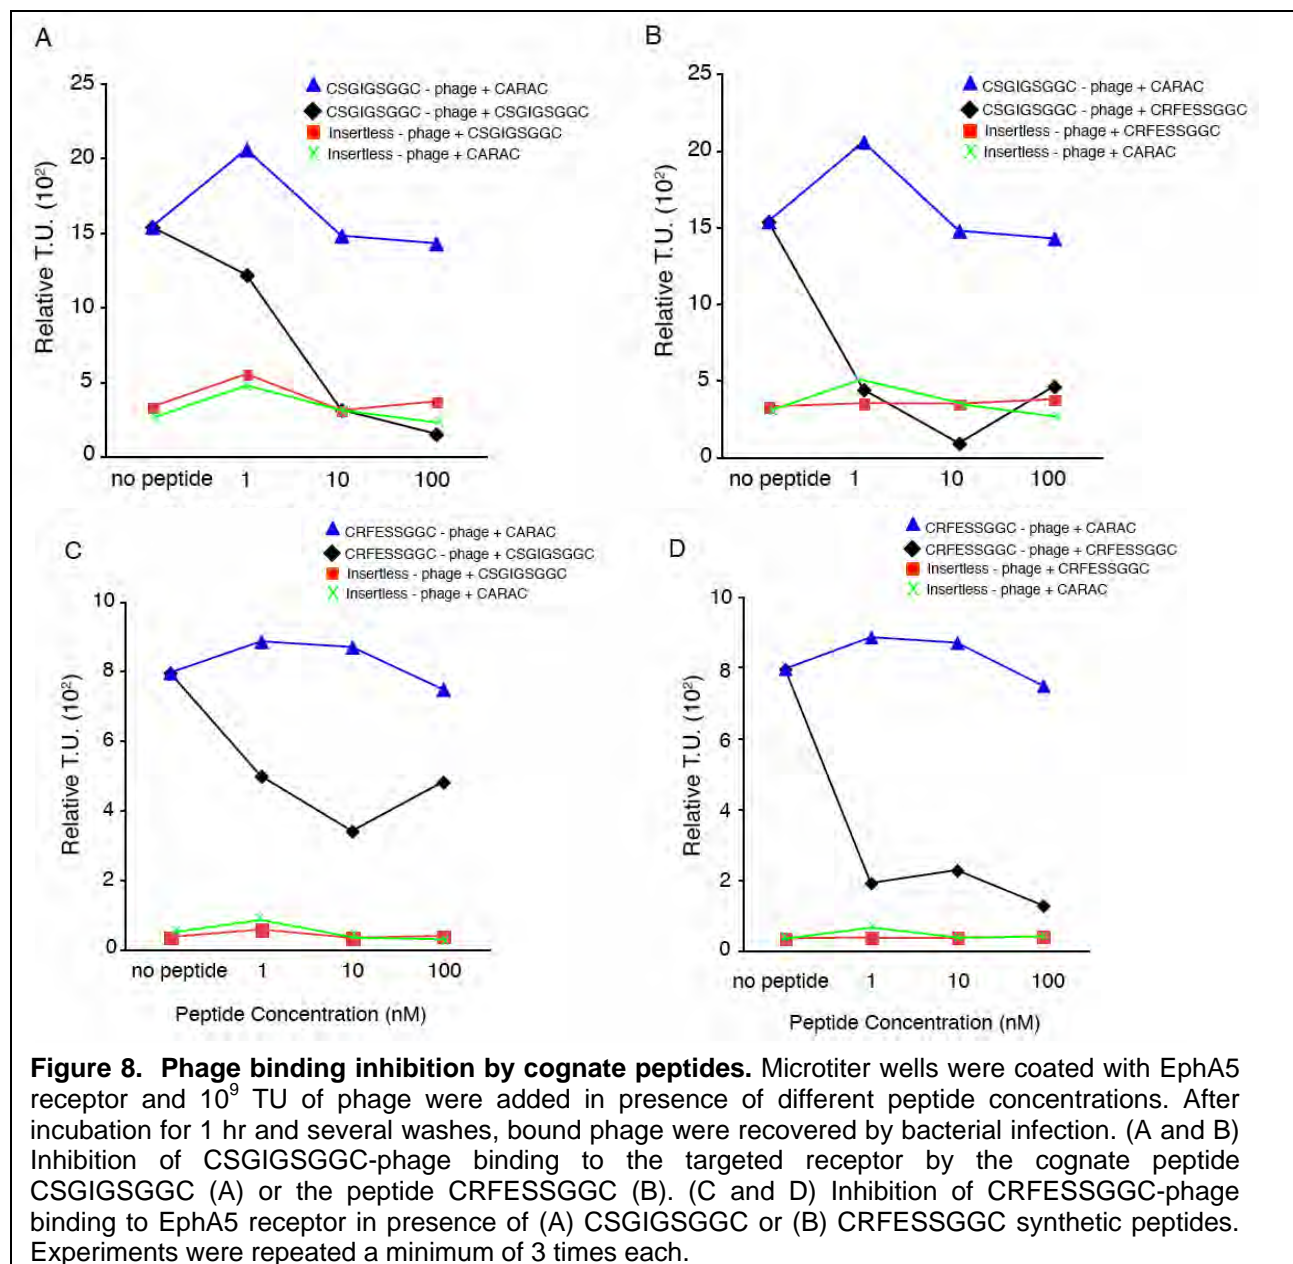 A
CSGIGSGGC - phage + CARAC
CSGIGSGGC - phage + CSGIGSGGC
Insertless - phage + CSGIGSGGC
Insertless - phage + CARAC
Relative T.U. (10²)
25
20
15
10
5
0
no peptide 1 10 100
B
CSGIGSGGC - phage + CARAC
CSGIGSGGC - phage + CRFESSGGC
Insertless - phage + CRFESSGGC
Insertless - phage + CARAC
Relative T.U. (10²)
25
20
15
10
5
0
no peptide 1 10 100
C
CRFESSGGC - phage + CARAC
CRFESSGGC - phage + CSGIGSGGC
Insertless - phage + CSGIGSGGC
Insertless - phage + CARAC
Relative T.U. (10²)
10
8
6
4
2
0
no peptide 1 10 100
Peptide Concentration (nM)
D
CRFESSGGC - phage + CARAC
CRFESSGGC - phage + CRFESSGGC
Insertless - phage + CRFESSGGC
Insertless - phage + CARAC
Relative T.U. (10²)
10
8
6
4
2
0
no peptide 1 10 100
Peptide Concentration (nM)
Figure 8. Phage binding inhibition by cognate peptides. Microtiter wells were coated with EphA5
receptor and 10⁹ TU of phage were added in presence of different peptide concentrations. After
incubation for 1 hr and several washes, bound phage were recovered by bacterial infection. (A and B)
Inhibition of CSGIGSGGC-phage binding to the targeted receptor by the cognate peptide
CSGIGSGGC (A) or the peptide CRFESSGGC (B). (C and D) Inhibition of CRFESSGGC-phage
binding to EphA5 receptor in presence of (A) CSGIGSGGC or (B) CRFESSGGC synthetic peptides.
Experiments were repeated a minimum of 3 times each.